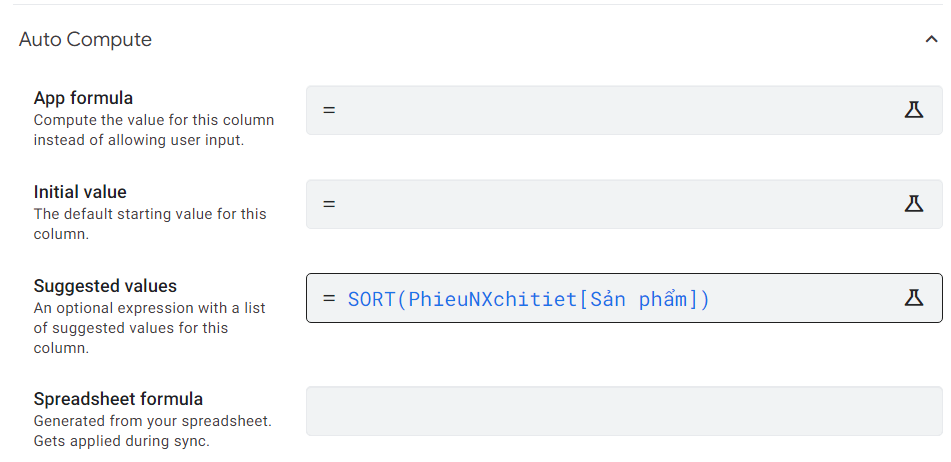 Auto Compute
App formula
Compute the value for this column
instead of allowing user input.
=
Initial value
The default starting value for this
column.
=
Suggested values
An optional expression with a list
of suggested values for this
column.
= SORT(PhieuNXchitiet[Sản phẩm])
Spreadsheet formula
Generated from your spreadsheet.
Gets applied during sync.